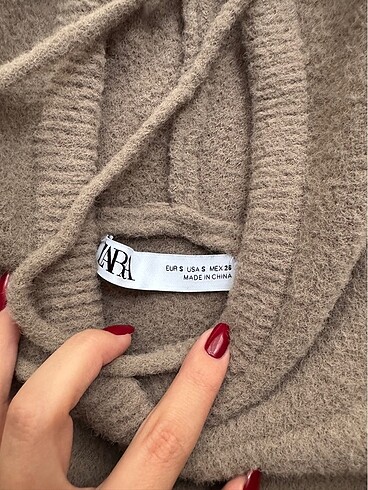 ZARA
EUR S USA S MEX 26
MADE IN CHINA